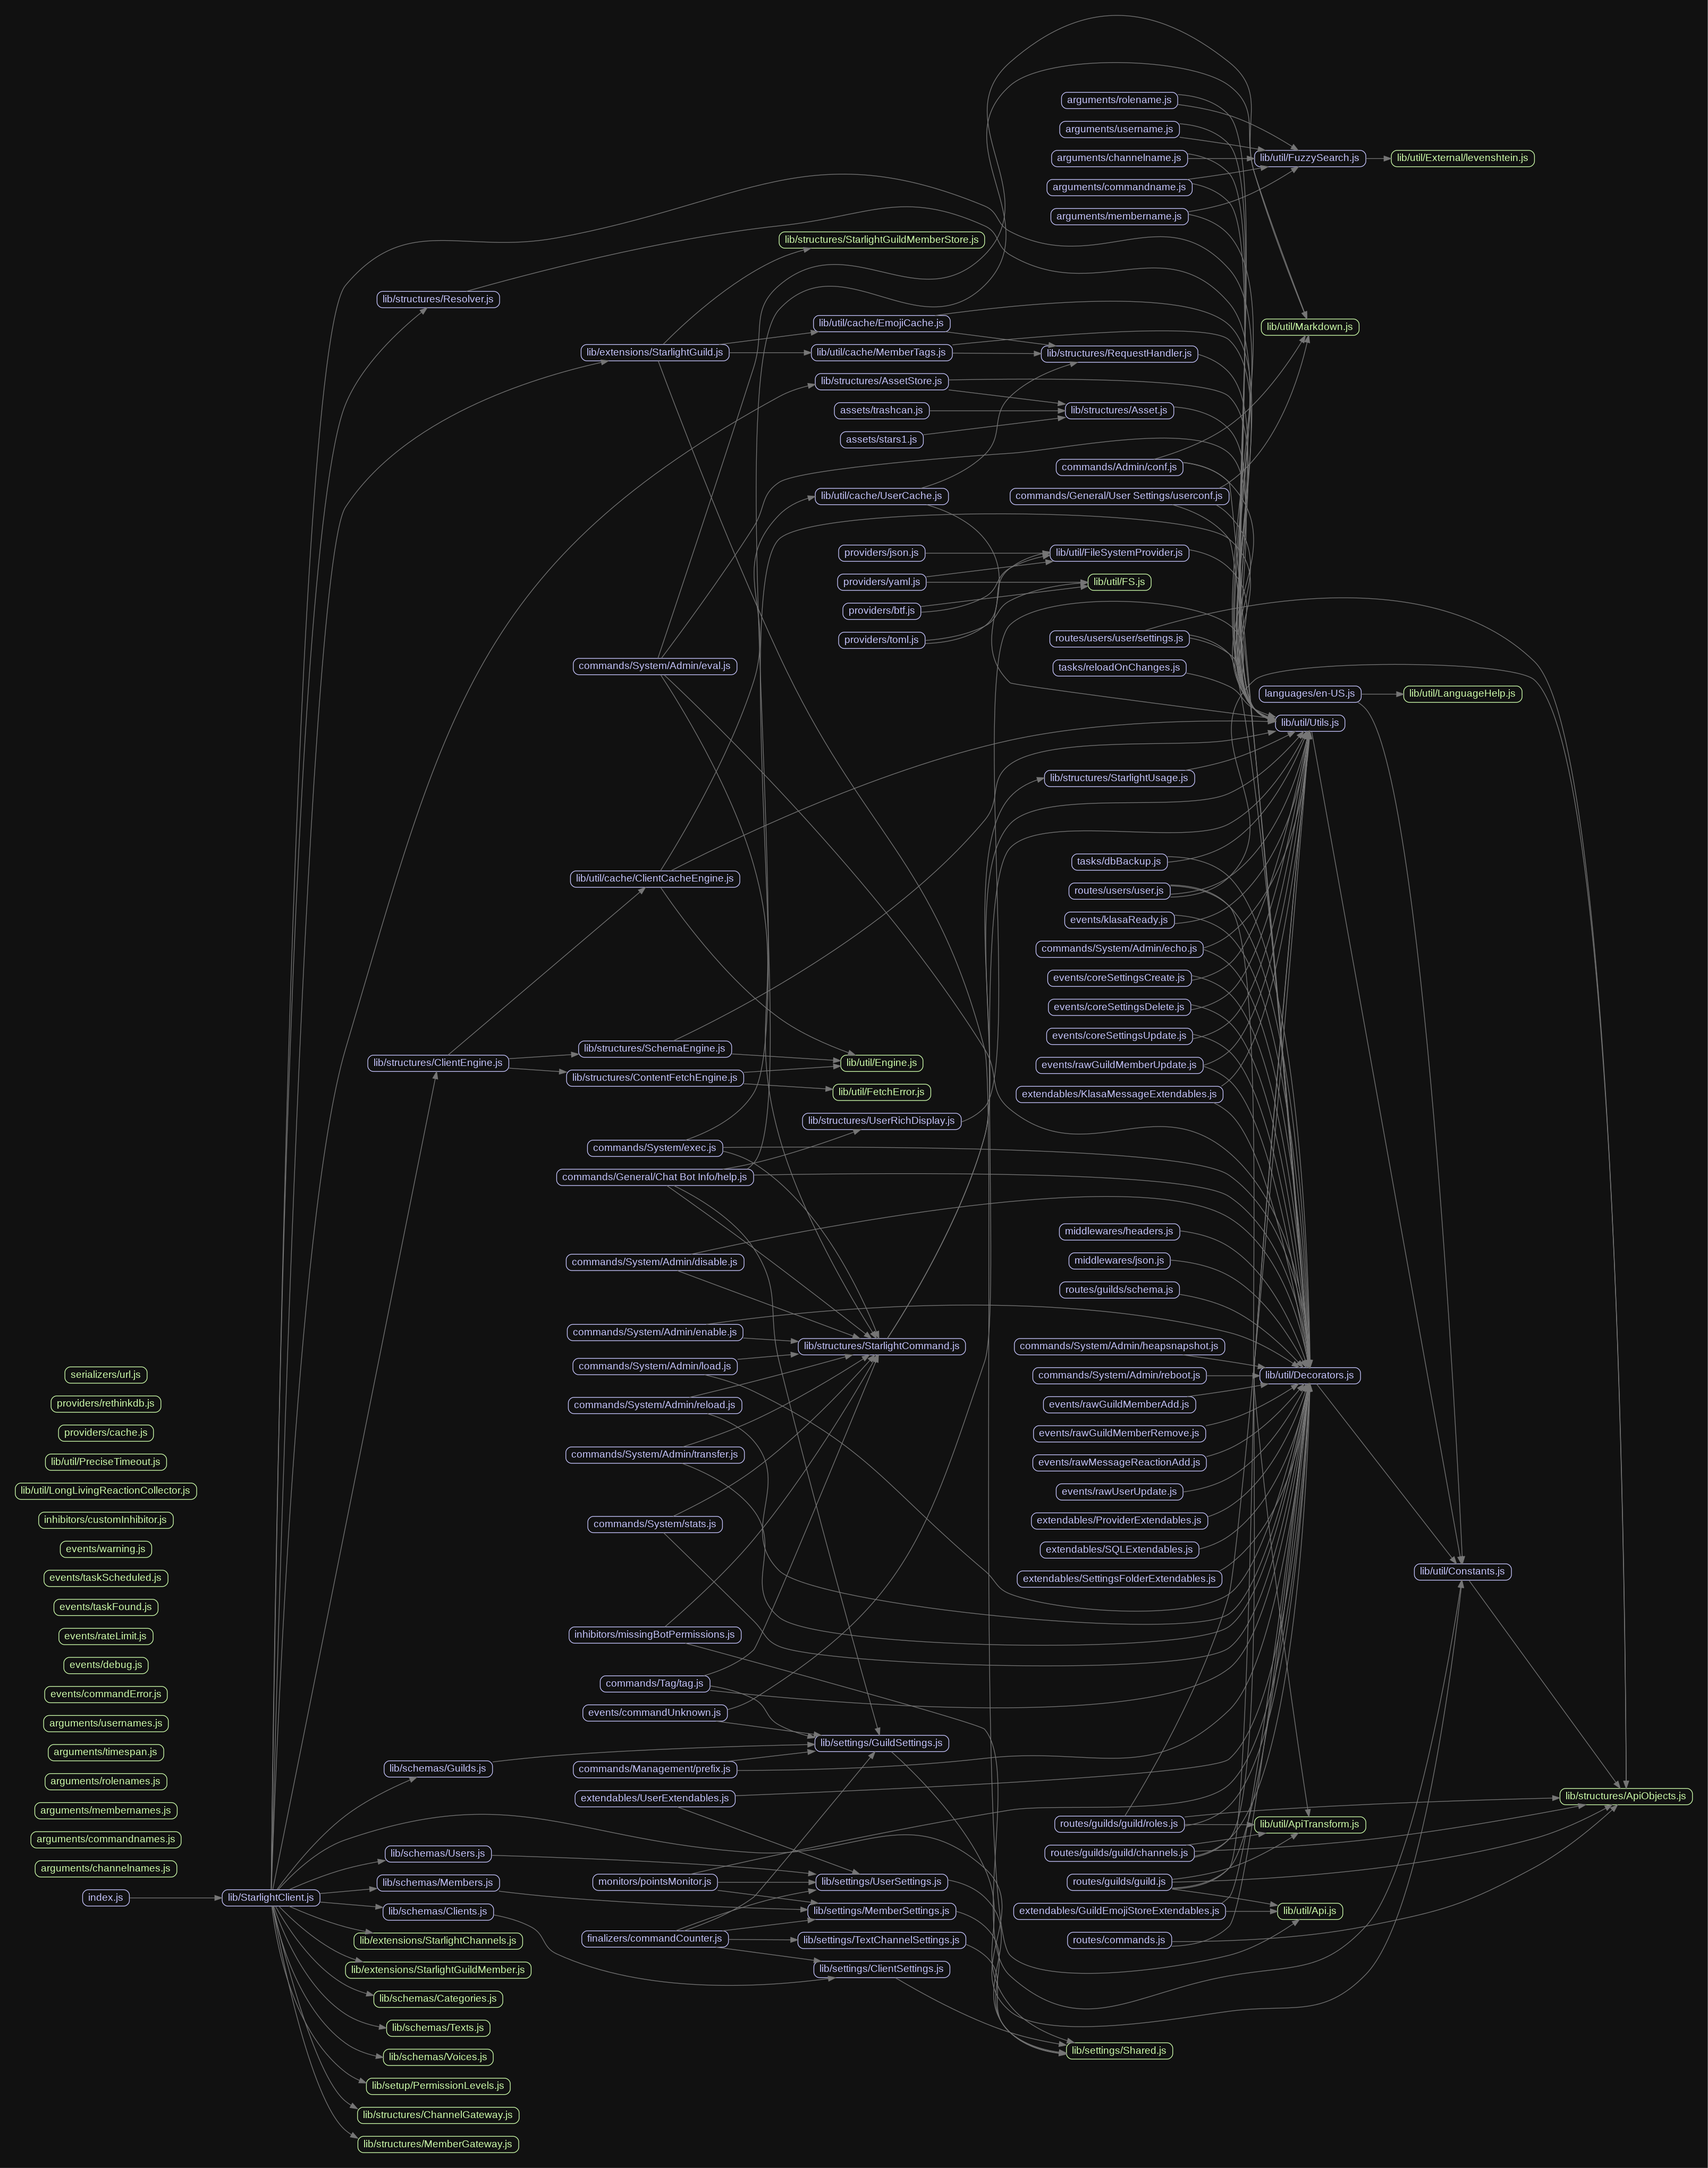 arguments/rolename.js
arguments/username.js
arguments/channelname.js
lib/util/FuzzySearch.js
lib/util/External/levenshtein.js
arguments/commandname.js
arguments/membername.js
lib/structures/StarlightGuildMemberStore.js
lib/structures/Resolver.js
lib/util/cache/EmojiCache.js
lib/util/Markdown.js
lib/extensions/StarlightGuild.js
lib/util/cache/MemberTags.js
lib/structures/RequestHandler.js
lib/structures/AssetStore.js
assets/trashcan.js
lib/structures/Asset.js
assets/stars1.js
commands/Admin/conf.js
lib/util/cache/UserCache.js
commands/General/User Settings/userconf.js
providers/json.js
lib/util/FileSystemProvider.js
providers/yaml.js
lib/util/FS.js
providers/btf.js
providers/toml.js
routes/users/user/settings.js
commands/System/Admin/eval.js
tasks/reloadOnChanges.js
languages/en-US.js
lib/util/LanguageHelp.js
lib/util/Utils.js
lib/structures/StarlightUsage.js
tasks/dbBackup.js
lib/util/cache/ClientCacheEngine.js
routes/users/user.js
events/klasaReady.js
commands/System/Admin/echo.js
events/coreSettingsCreate.js
events/coreSettingsDelete.js
events/coreSettingsUpdate.js
lib/structures/SchemaEngine.js
lib/structures/ClientEngine.js
lib/util/Engine.js
events/rawGuildMemberUpdate.js
lib/structures/ContentFetchEngine.js
lib/util/FetchError.js
extendables/KlasaMessageExtendables.js
lib/structures/UserRichDisplay.js
commands/System/exec.js
commands/General/Chat Bot Info/help.js
middlewares/headers.js
commands/System/Admin/disable.js
middlewares/json.js
routes/guilds/schema.js
commands/System/Admin/enable.js
lib/structures/StarlightCommand.js
commands/System/Admin/heapsnapshot.js
commands/System/Admin/load.js
serializers/url.js
commands/System/Admin/reboot.js
lib/util/Decorators.js
providers/rethinkdb.js
commands/System/Admin/reload.js
events/rawGuildMemberAdd.js
providers/cache.js
events/rawGuildMemberRemove.js
commands/System/Admin/transfer.js
lib/util/PreciseTimeout.js
events/rawMessageReactionAdd.js
lib/util/LongLivingReactionCollector.js
events/rawUserUpdate.js
inhibitors/customInhibitor.js
commands/System/stats.js
extendables/ProviderExtendables.js
events/warning.js
extendables/SQLExtendables.js
lib/util/Constants.js
events/taskScheduled.js
extendables/SettingsFolderExtendables.js
events/taskFound.js
events/rateLimit.js
inhibitors/missingBotPermissions.js
events/debug.js
commands/Tag/tag.js
events/commandError.js
events/commandUnknown.js
arguments/usernames.js
lib/settings/GuildSettings.js
arguments/timespan.js
lib/schemas/Guilds.js
commands/Management/prefix.js
arguments/rolenames.js
extendables/UserExtendables.js
lib/structures/ApiObjects.js
arguments/membernames.js
routes/guilds/guild/roles.js
lib/util/ApiTransform.js
arguments/commandnames.js
lib/schemas/Users.js
routes/guilds/guild/channels.js
arguments/channelnames.js
lib/schemas/Members.js
monitors/pointsMonitor.js
lib/settings/UserSettings.js
routes/guilds/guild.js
index.js
lib/StarlightClient.js
lib/schemas/Clients.js
lib/settings/MemberSettings.js
extendables/GuildEmojiStoreExtendables.js
lib/util/Api.js
lib/extensions/StarlightChannels.js
finalizers/commandCounter.js
lib/settings/TextChannelSettings.js
routes/commands.js
lib/extensions/StarlightGuildMember.js
lib/settings/ClientSettings.js
lib/schemas/Categories.js
lib/schemas/Texts.js
lib/settings/Shared.js
lib/schemas/Voices.js
lib/setup/PermissionLevels.js
lib/structures/ChannelGateway.js
lib/structures/MemberGateway.js